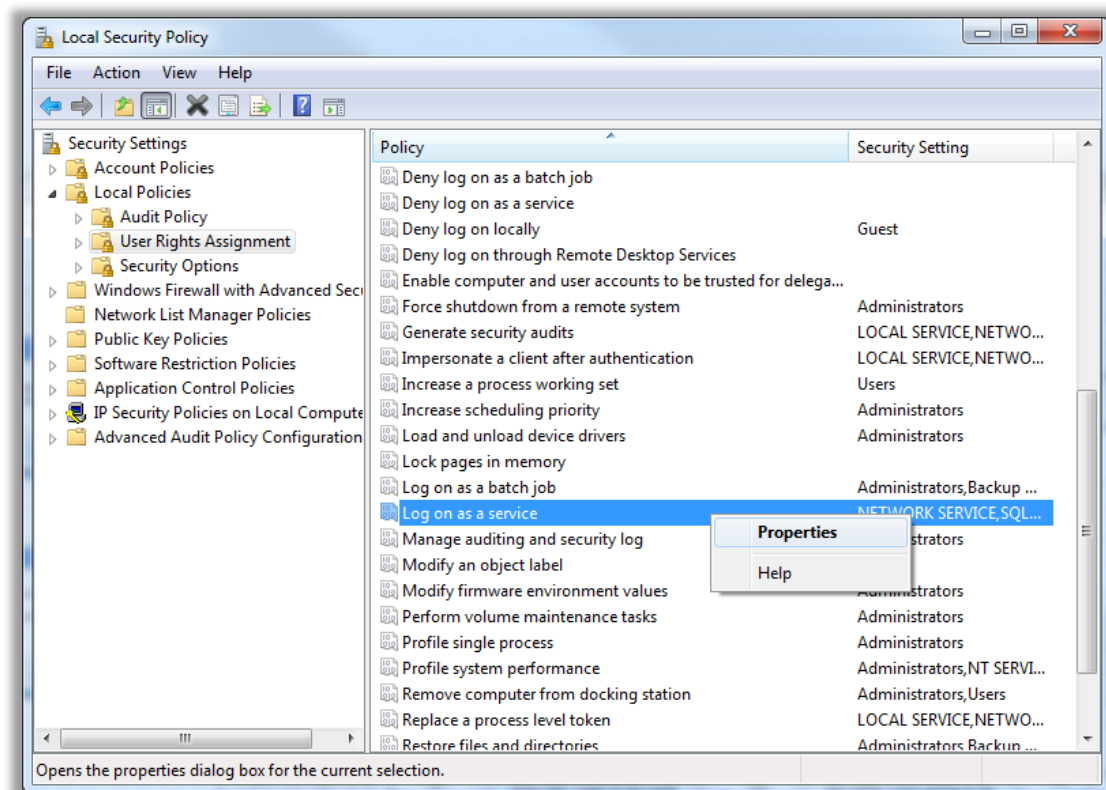 Local Security Policy
File Action View Help
Security Settings
Account Policies
Local Policies
Audit Policy
User Rights Assignment
Security Options
Windows Firewall with Advanced Secu
Network List Manager Policies
Public Key Policies
Software Restriction Policies
Application Control Policies
IP Security Policies on Local Compute
Advanced Audit Policy Configuration
Policy Security Setting
Deny log on as a batch job
Deny log on as a service
Deny log on locally Guest
Deny log on through Remote Desktop Services
Enable computer and user accounts to be trusted for delega...
Force shutdown from a remote system Administrators
Generate security audits LOCAL SERVICE,NETWO...
Impersonate a client after authentication LOCAL SERVICE,NETWO...
Increase a process working set Users
Increase scheduling priority Administrators
Load and unload device drivers Administrators
Lock pages in memory
Log on as a batch job Administrators,Backup ...
Log on as a service NETWORK SERVICE,SQL...
Manage auditing and security log strators
Modify an object label
Modify firmware environment values Administrators
Perform volume maintenance tasks Administrators
Profile single process Administrators
Profile system performance Administrators,NT SERVI...
Remove computer from docking station Administrators,Users
Replace a process level token LOCAL SERVICE,NETWO...
Restore files and directories Administrators Backup ...
Properties
Help
Opens the properties dialog box for the current selection.